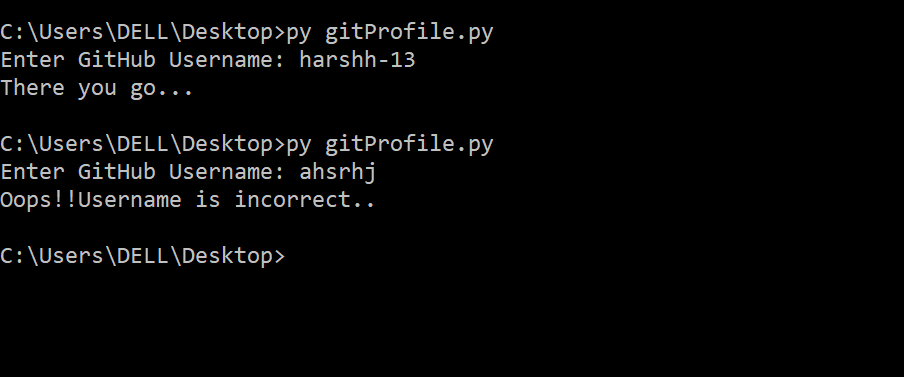 C:\Users\DELL\Desktop>py gitProfile.py
Enter GitHub Username: harshh-13
There you go...
C:\Users\DELL\Desktop>py gitProfile.py
Enter GitHub Username: ahsrhj
Oops!!Username is incorrect..
C:\Users\DELL\Desktop>